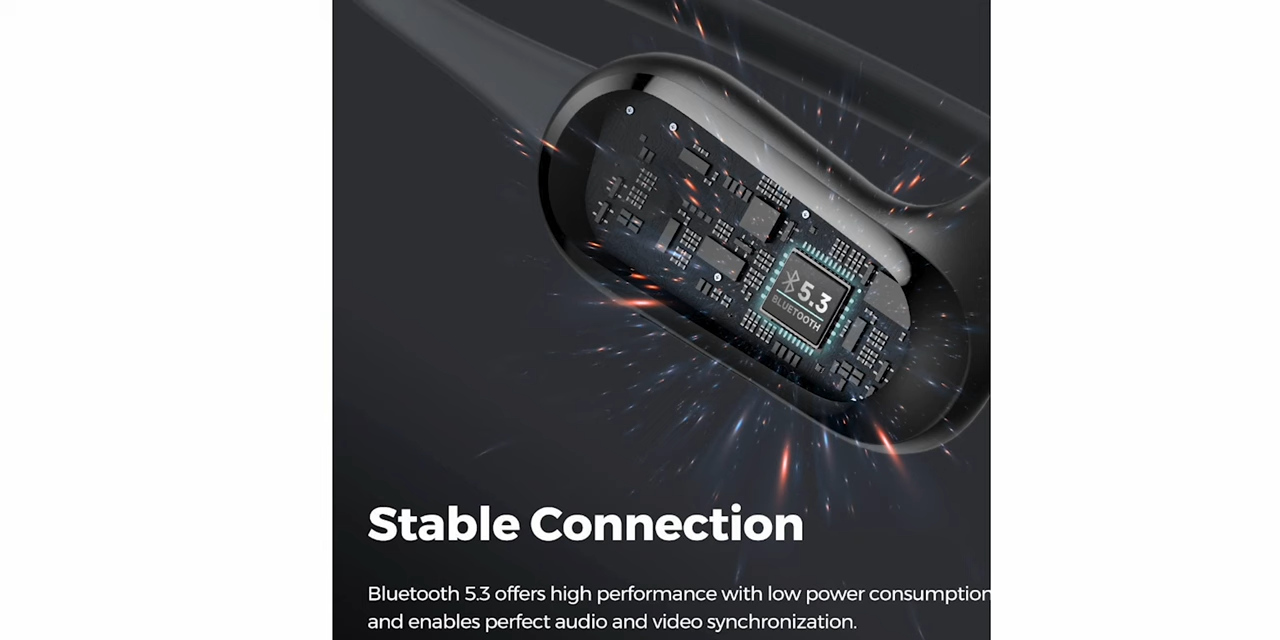 5.3
BLUETOOTH
Stable Connection
Bluetooth 5.3 offers high performance with low power consumption
and enables perfect audio and video synchronization.